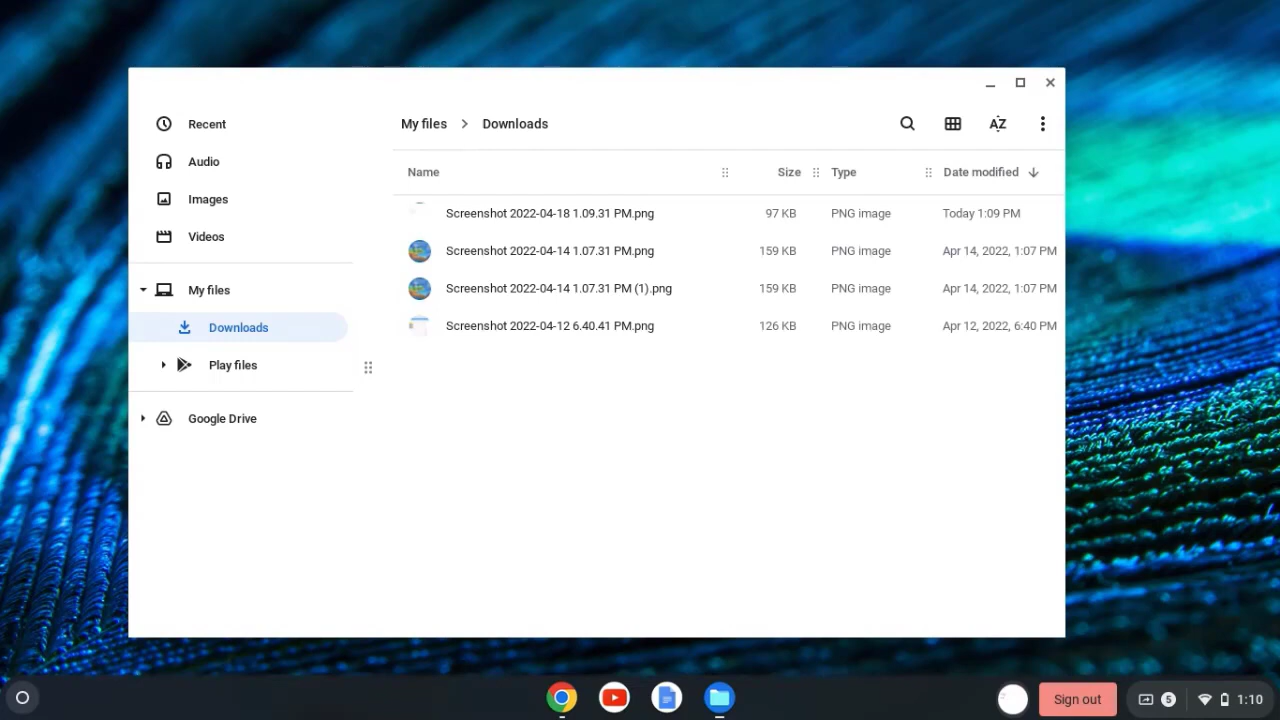 Recent
Audio
Images
Videos
My files
Downloads
Play files
Google Drive
My files > Downloads
AZ
Name Size Type Date modified
Screenshot 2022-04-18 1.09.31 PM.png 97 KB PNG image Today 1:09 PM
Screenshot 2022-04-14 1.07.31 PM.png 159 KB PNG image Apr 14, 2022, 1:07 PM
Screenshot 2022-04-14 1.07.31 PM (1).png 159 KB PNG image Apr 14, 2022, 1:07 PM
Screenshot 2022-04-12 6.40.41 PM.png 126 KB PNG image Apr 12, 2022, 6:40 PM
Sign out 5 1:10